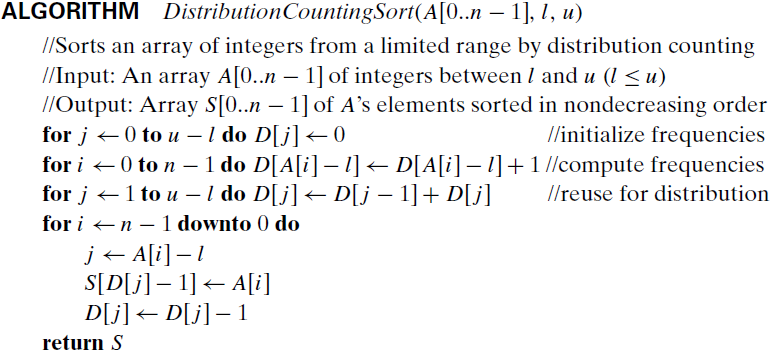 ALGORITHM DistributionCountingSort(A[0..n − 1], l, u)
//Sorts an array of integers from a limited range by distribution counting
//Input: An array A[0..n − 1] of integers between l and u (l ≤ u)
//Output: Array S[0..n − 1] of A's elements sorted in nondecreasing order
for j ← 0 to u − l do D[j] ← 0 //initialize frequencies
for i ← 0 to n − 1 do D[A[i] − l] ← D[A[i] − l] + 1 //compute frequencies
for j ← 1 to u − l do D[j] ← D[j − 1] + D[j] //reuse for distribution
for i ← n − 1 downto 0 do
j ← A[i] − l
S[D[j] − 1] ← A[i]
D[j] ← D[j] − 1
return S